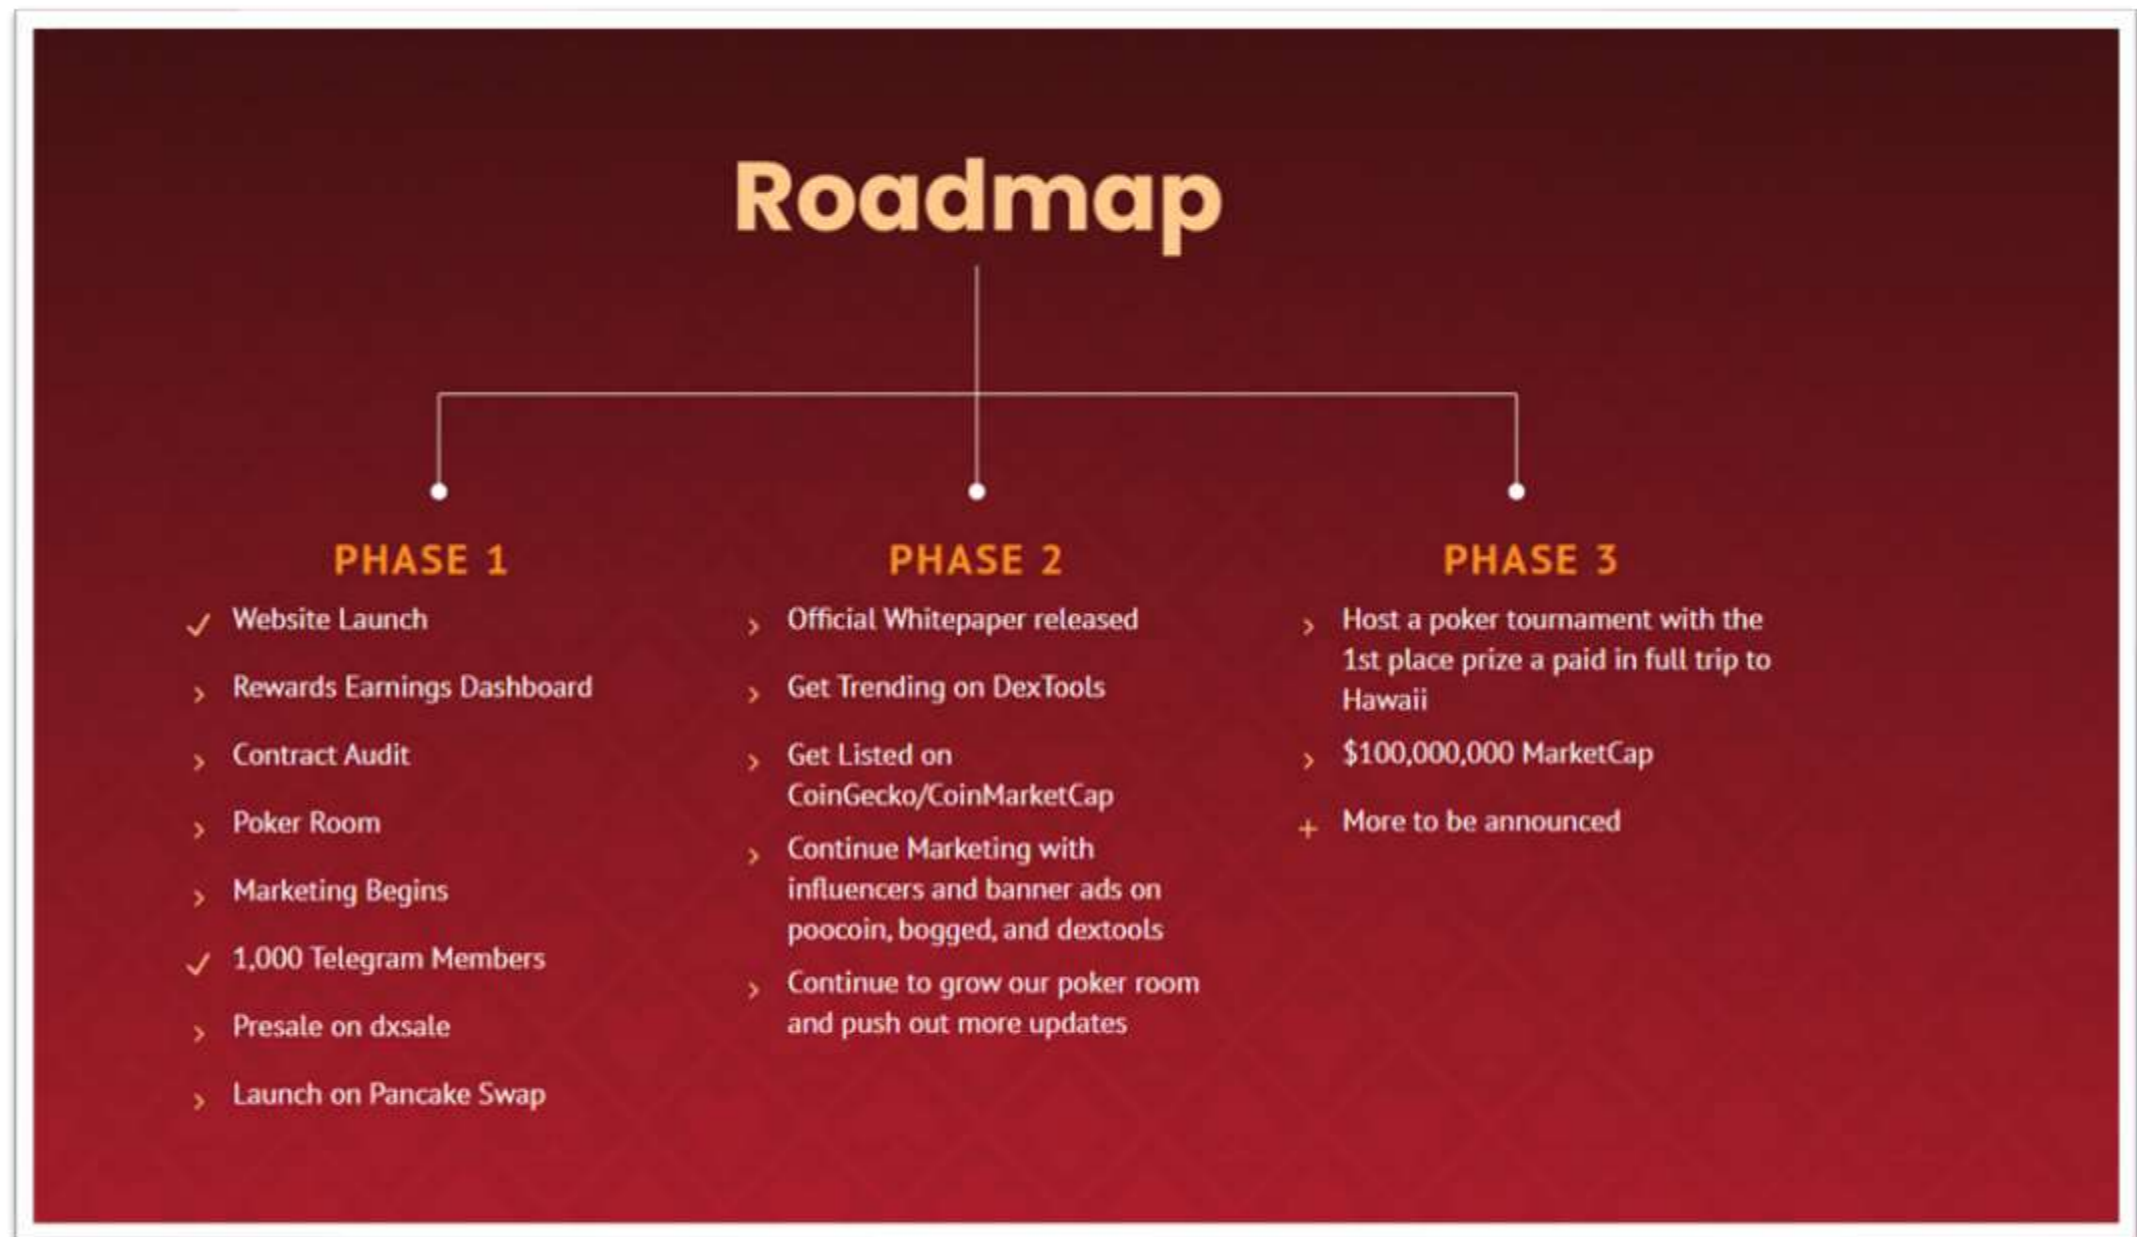 Roadmap
PHASE 1
Website Launch
Rewards Earnings Dashboard
Contract Audit
Poker Room
Marketing Begins
1,000 Telegram Members
Presale on dxsale
Launch on Pancake Swap
PHASE 2
Official Whitepaper released
Get Trending on DexTools
Get Listed on
CoinGecko/CoinMarketCap
Continue Marketing with
influencers and banner ads on
poocoin, bogged, and dextools
Continue to grow our poker room
and push out more updates
PHASE 3
Host a poker tournament with the
1st place prize a paid in full trip to
Hawaii
$100,000,000 MarketCap
More to be announced